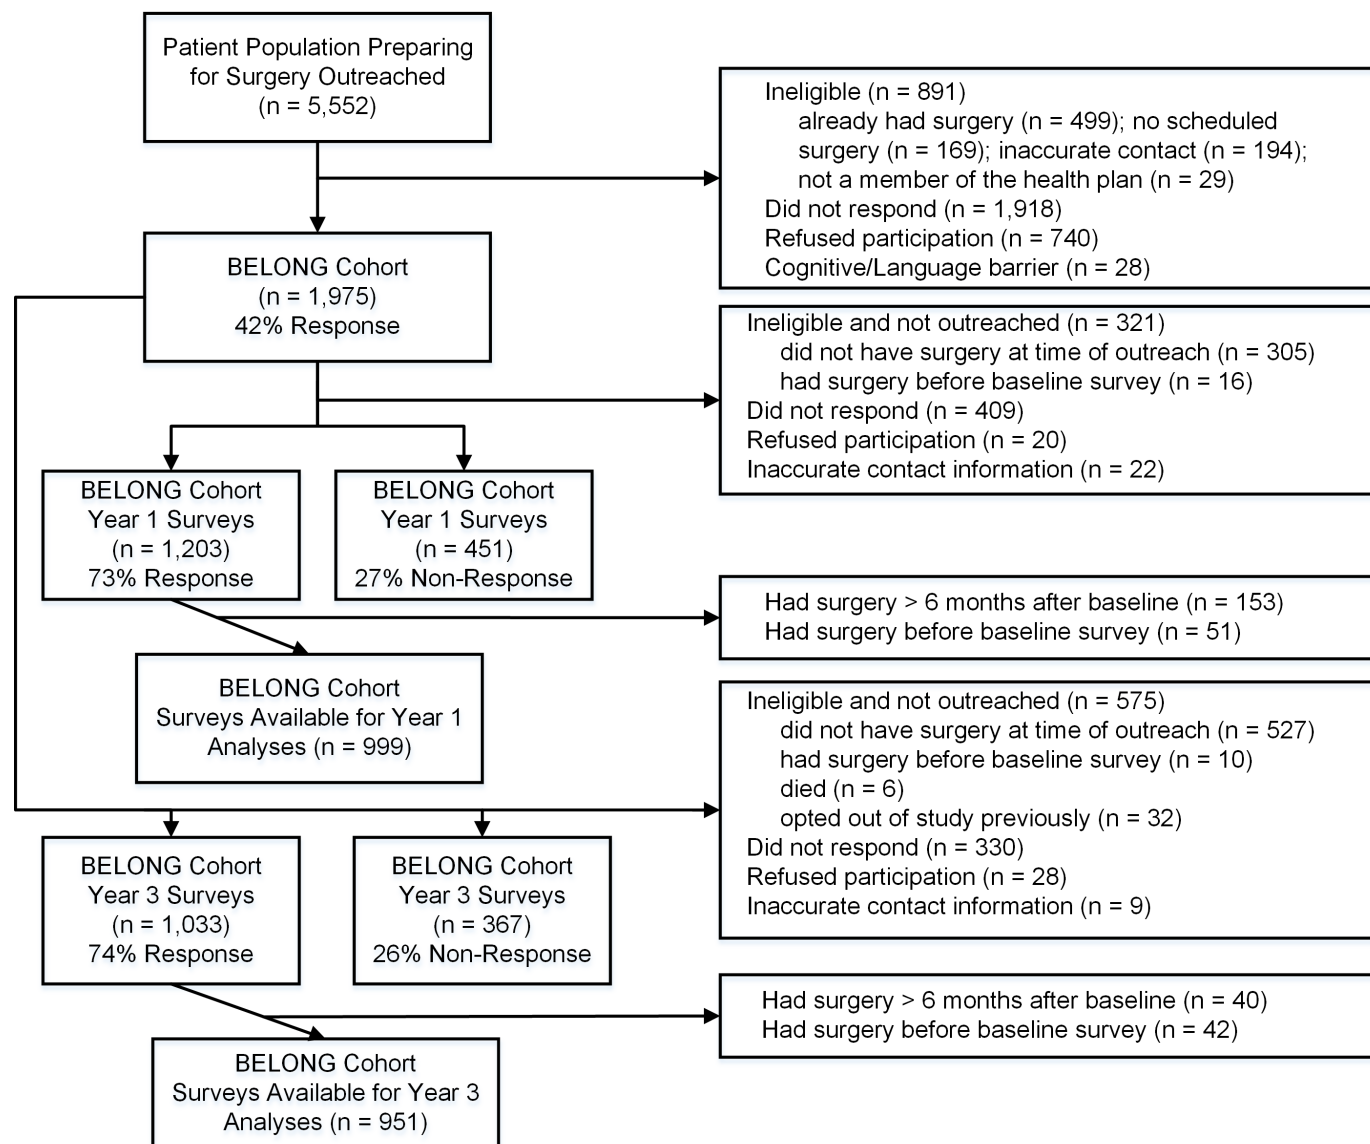 Patient Population Preparing
for Surgery Outreached
(n = 5,552)
Ineligible (n = 891)
already had surgery (n = 499); no scheduled
surgery (n = 169); inaccurate contact (n = 194);
not a member of the health plan (n = 29)
Did not respond (n = 1,918)
Refused participation (n = 740)
Cognitive/Language barrier (n = 28)
BELONG Cohort
(n = 1,975)
42% Response
Ineligible and not outreached (n = 321)
did not have surgery at time of outreach (n = 305)
had surgery before baseline survey (n = 16)
Did not respond (n = 409)
Refused participation (n = 20)
Inaccurate contact information (n = 22)
BELONG Cohort
Year 1 Surveys
(n = 1,203)
73% Response
BELONG Cohort
Year 1 Surveys
(n = 451)
27% Non-Response
Had surgery > 6 months after baseline (n = 153)
Had surgery before baseline survey (n = 51)
BELONG Cohort
Surveys Available for Year 1
Analyses (n = 999)
Ineligible and not outreached (n = 575)
did not have surgery at time of outreach (n = 527)
had surgery before baseline survey (n = 10)
died (n = 6)
opted out of study previously (n = 32)
Did not respond (n = 330)
Refused participation (n = 28)
Inaccurate contact information (n = 9)
BELONG Cohort
Year 3 Surveys
(n = 1,033)
74% Response
BELONG Cohort
Year 3 Surveys
(n = 367)
26% Non-Response
Had surgery > 6 months after baseline (n = 40)
Had surgery before baseline survey (n = 42)
BELONG Cohort
Surveys Available for Year 3
Analyses (n = 951)